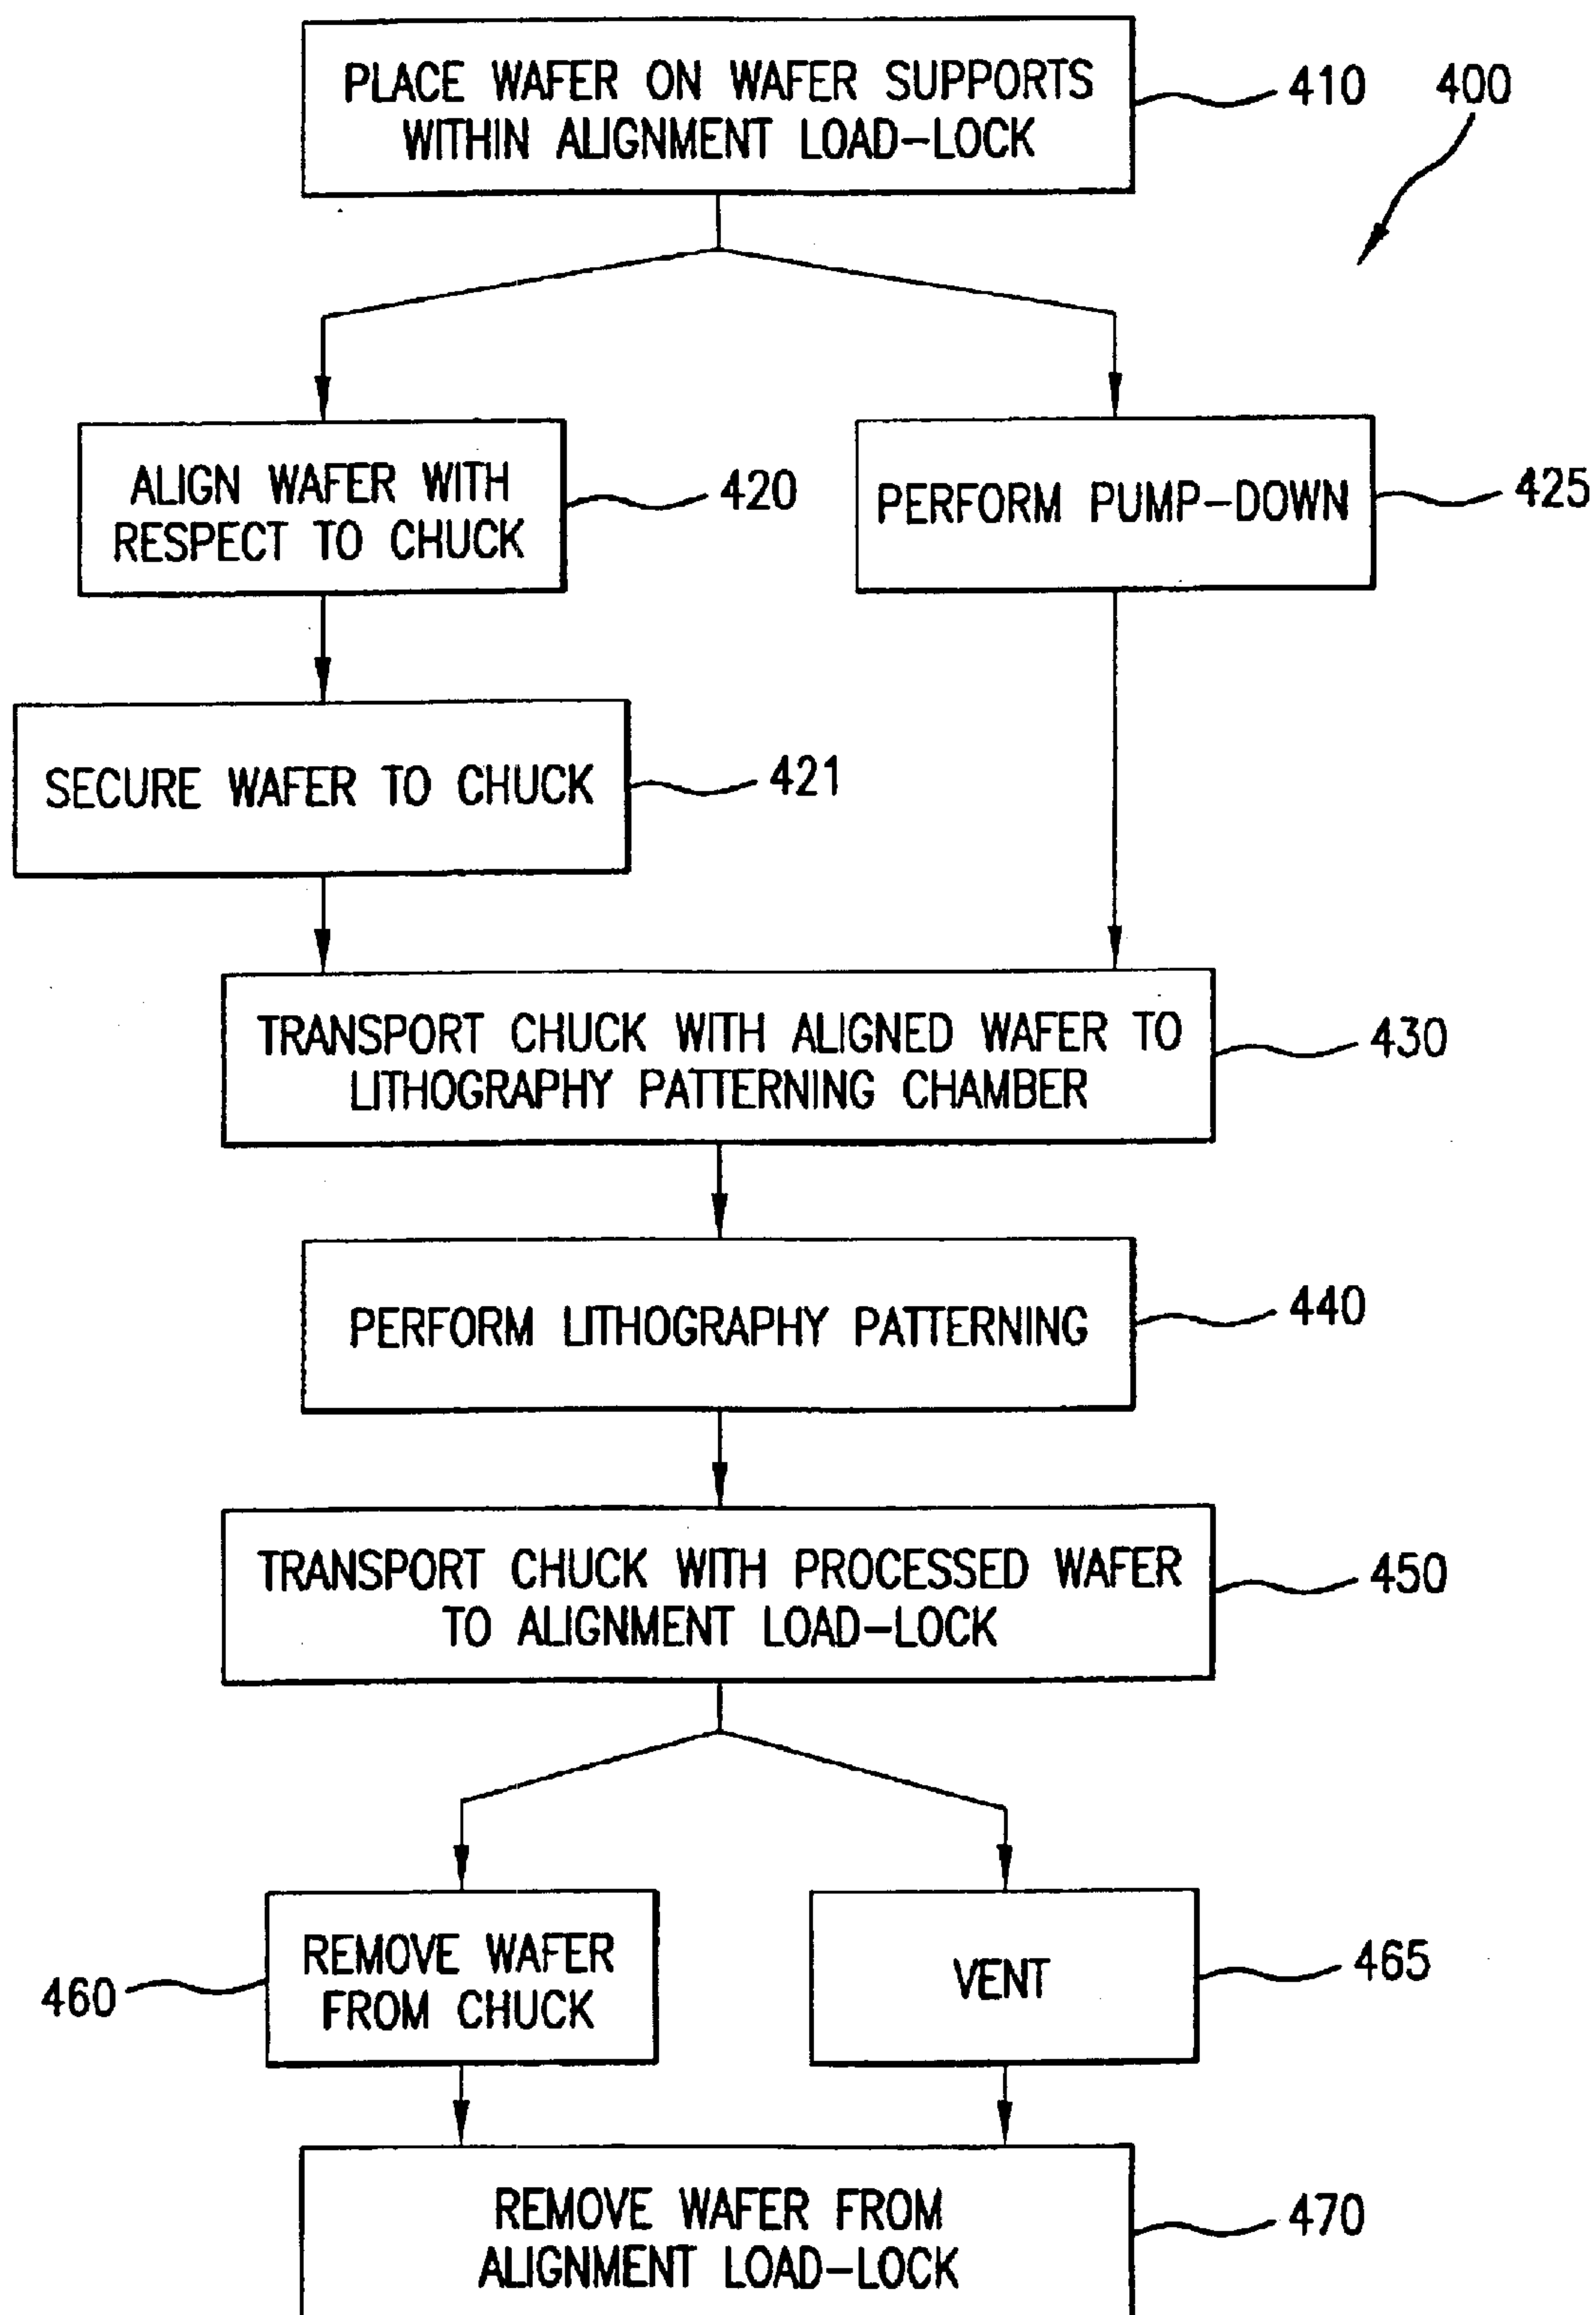 PLACE WAFER ON WAFER SUPPORTS
WITHIN ALIGNMENT LOAD-LOCK
410
400
ALIGN WAFER WITH
RESPECT TO CHUCK
420
PERFORM PUMP-DOWN
425
SECURE WAFER TO CHUCK
421
TRANSPORT CHUCK WITH ALIGNED WAFER TO
LITHOGRAPHY PATTERNING CHAMBER
430
PERFORM LITHOGRAPHY PATTERNING
440
TRANSPORT CHUCK WITH PROCESSED WAFER
TO ALIGNMENT LOAD-LOCK
450
460
REMOVE WAFER
FROM CHUCK
VENT
465
REMOVE WAFER FROM
ALIGNMENT LOAD-LOCK
470